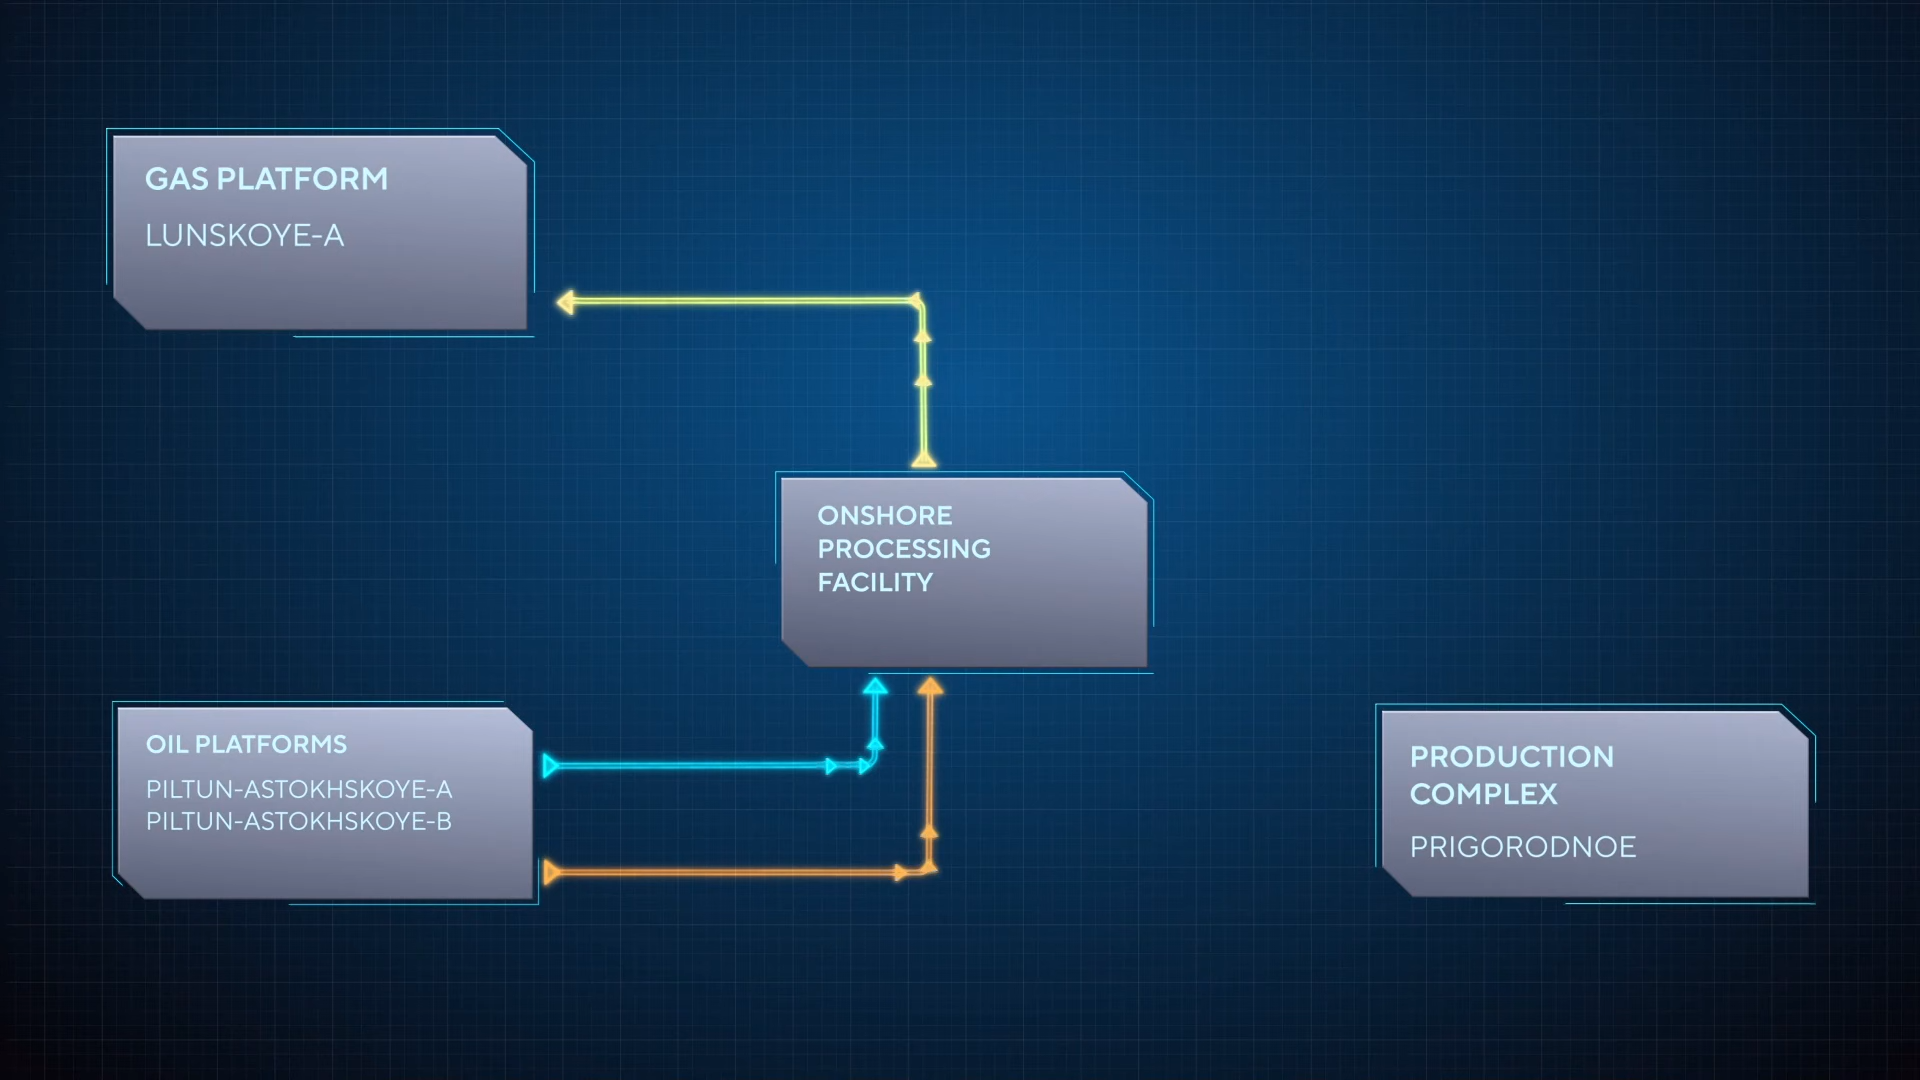 GAS PLATFORM
LUNSKOYE-A
ONSHORE
PROCESSING
FACILITY
OIL PLATFORMS
PILTUN-ASTOKHSKOYE-A
PILTUN-ASTOKHSKOYE-B
PRODUCTION
COMPLEX
PRIGORODNOE